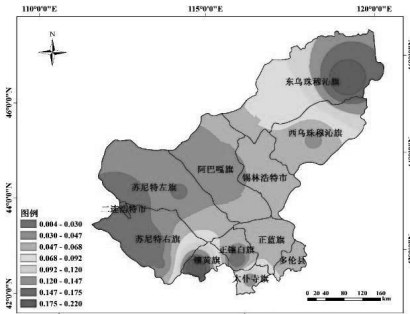 110°0'0"E 115°0'0"E 120°0'0"E
N
46°0'0"N
44°0'0"N
42°0'0"N
东乌珠穆沁旗
西乌珠穆沁旗
阿巴嘎旗
锡林浩特市
苏尼特左旗
二连浩特市
苏尼特右旗
正镶白旗
正蓝旗
镶黄旗
多伦县
太仆寺旗
图例
0.004 - 0.030
0.030 - 0.047
0.047 - 0.068
0.068 - 0.092
0.092 - 0.120
0.120 - 0.147
0.147 - 0.175
0.175 - 0.220
0 20 40 80 120 160
km